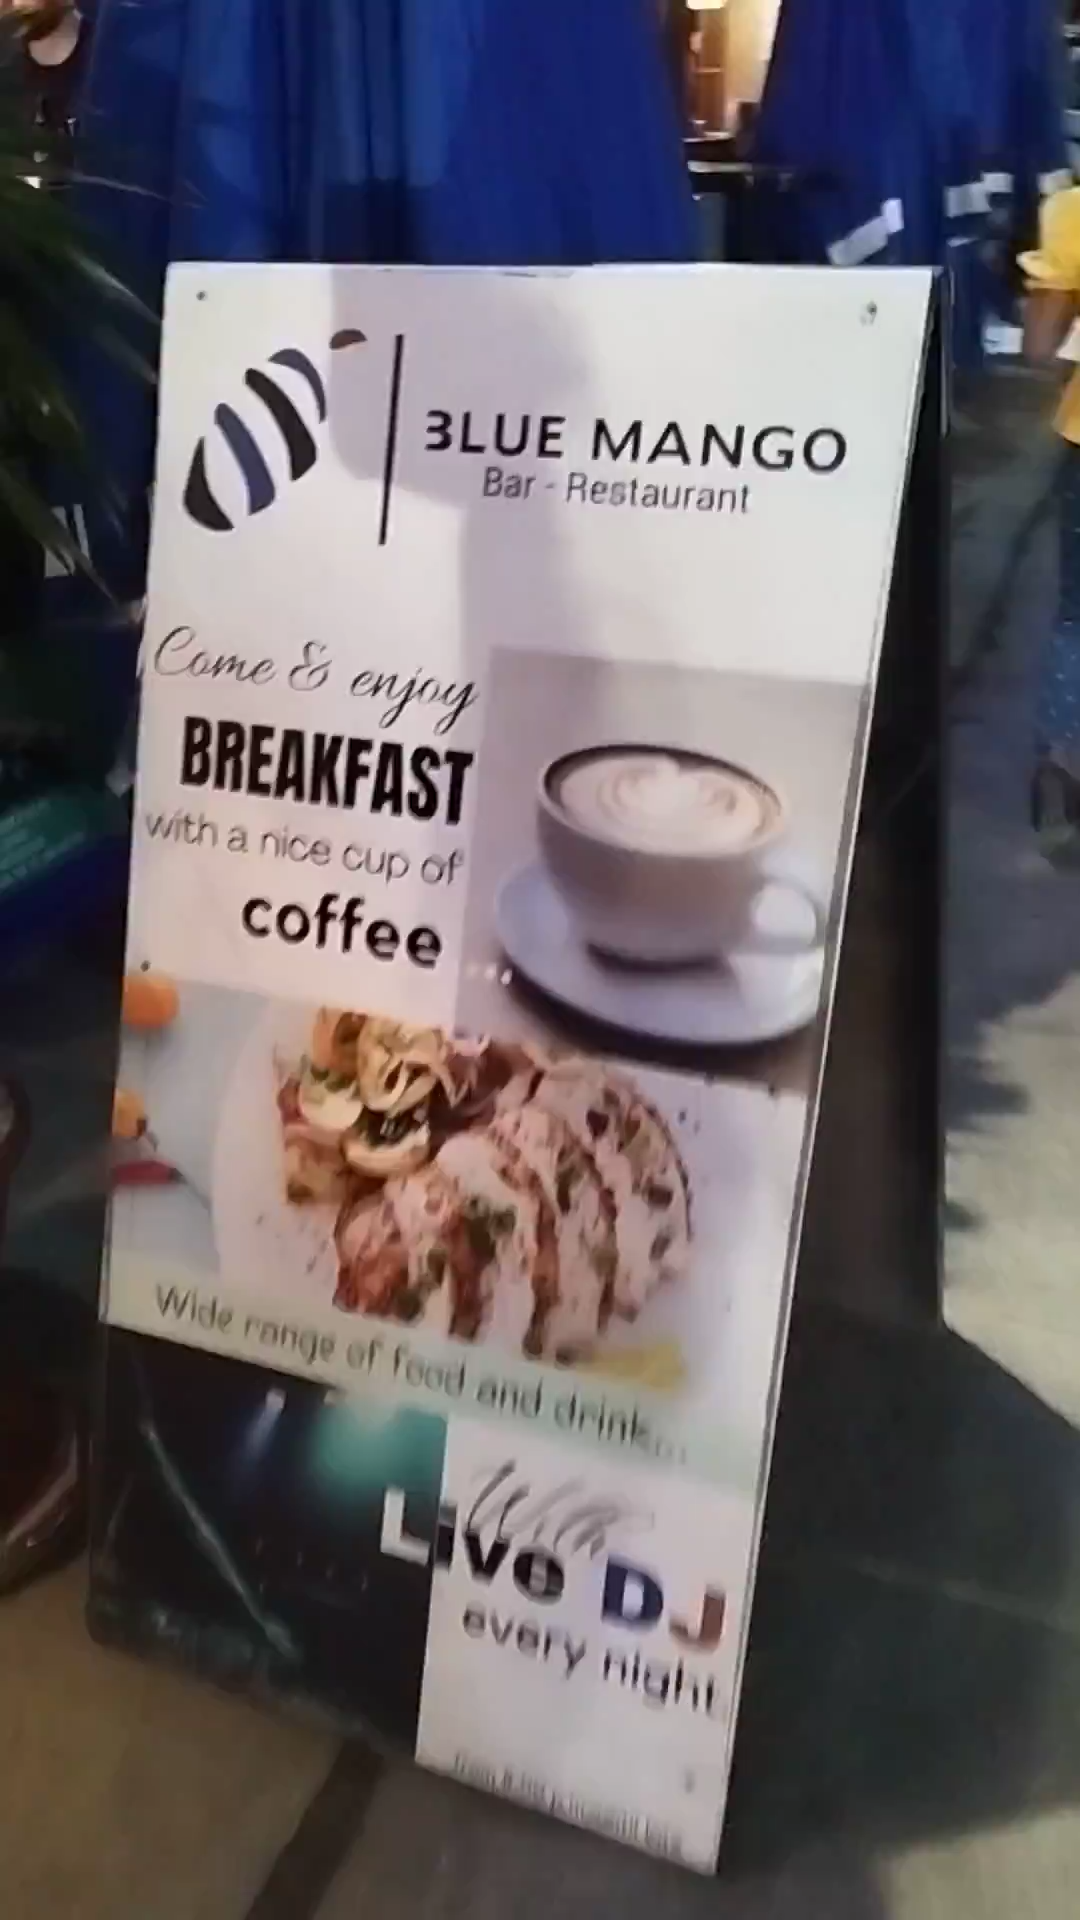 BLUE MANGO
Bar - Restaurant
Come & enjoy
BREAKFAST
with a nice cup of
coffee
Wide range of food and drink...
With
Live DJ
every night